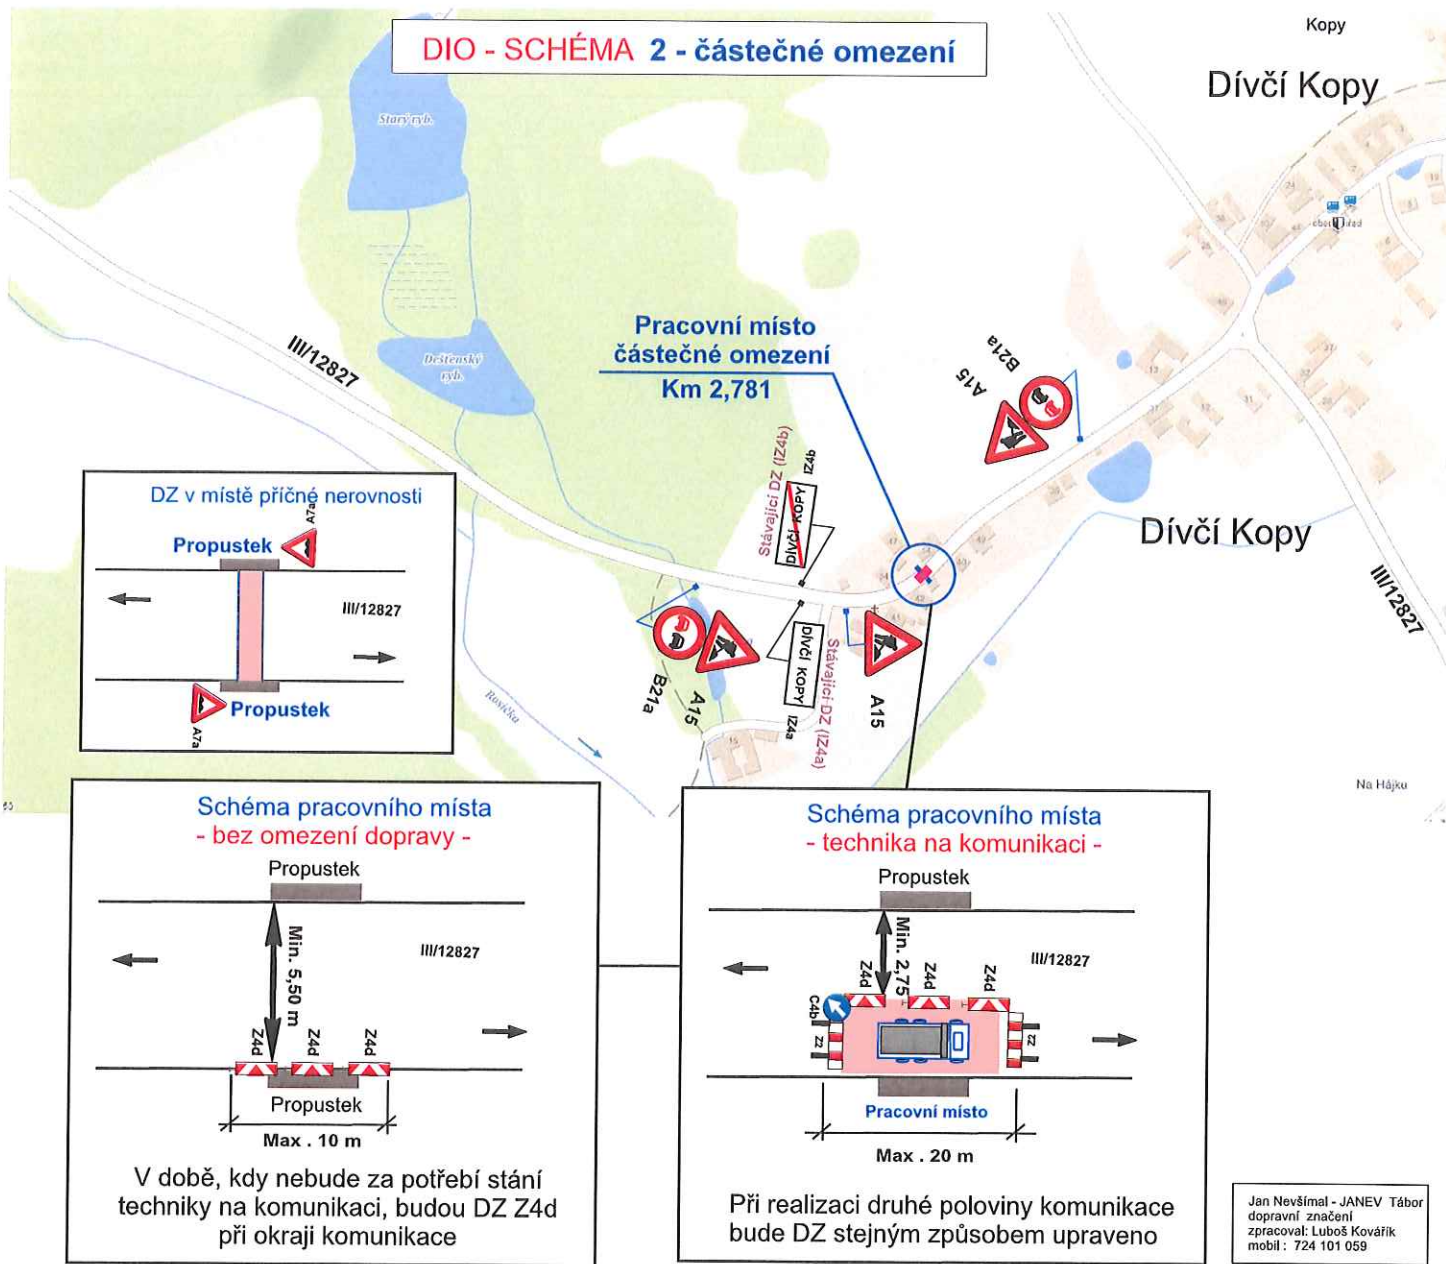 DIO - SCHÉMA 2 - částečné omezení
Kopy
Dívčí Kopy
Starý ryb.
Dešťenský
ryb.
III/12827
Pracovní místo
částečné omezení
Km 2,781
B21a
A15
Stávající DZ (IZ4b)
DÍVČÍ KOPY
IZ4b
Dívčí Kopy
III/12827
DÍVČÍ KOPY
IZ4a
Stávající DZ (IZ4a)
A15
B21a
A15
Rosička
Na Hájku
DZ v místě příčné nerovnosti
A7a
Propustek
III/12827
Propustek
A7a
Schéma pracovního místa
- bez omezení dopravy -
Propustek
Min. 5,50 m
III/12827
Z4d
Z4d
Z4d
Propustek
Max . 10 m
V době, kdy nebude za potřebí stání
techniky na komunikaci, budou DZ Z4d
při okraji komunikace
Schéma pracovního místa
- technika na komunikaci -
Propustek
Min. 2,75
III/12827
Z4d
Z4d
Z4d
C4b
Z2
Z2
Pracovní místo
Max . 20 m
Při realizaci druhé poloviny komunikace
bude DZ stejným způsobem upraveno
Jan Nevšímal - JANEV Tábor
dopravní značení
zpracoval: Luboš Kovářík
mobil : 724 101 059